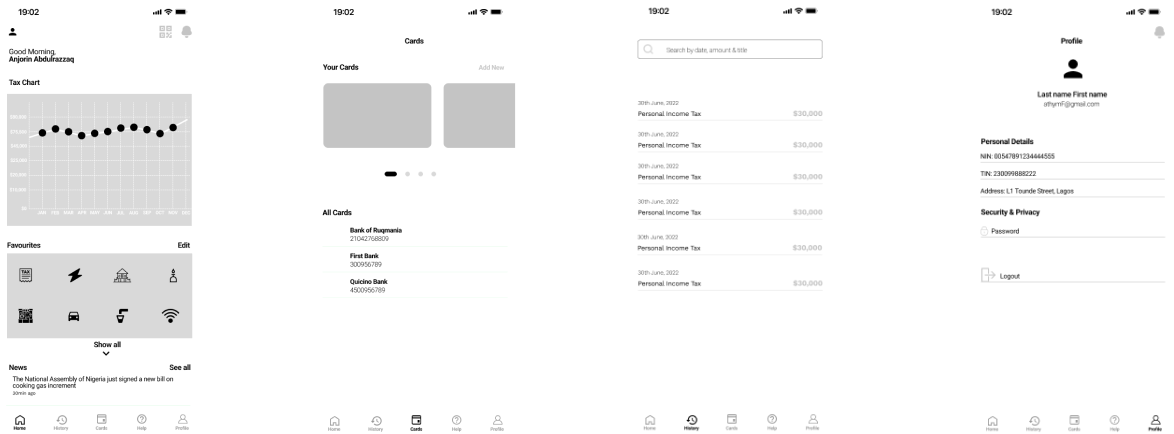 19:02
Good Morning,
Anjorin Abdulrazzaq
Tax Chart
$0
JAN FEB MAR APR MAY JUN JUL AUG SEP OCT NOV DEC
Favourites Edit
TAX
Show all
News See all
The National Assembly of Nigeria just signed a new bill on
cooking gas increment
30min ago
Home History Cards Help Profile
19:02
Cards
Your Cards Add New
All Cards
Bank of Ruqmania
21042768809
First Bank
300956789
Quicino Bank
4500956789
Home History Cards Help Profile
19:02
Search by date, amount & title
30th June, 2022
Personal Income Tax $30,000
30th June, 2022
Personal Income Tax $30,000
30th June, 2022
Personal Income Tax $30,000
30th June, 2022
Personal Income Tax $30,000
30th June, 2022
Personal Income Tax $30,000
30th June, 2022
Personal Income Tax $30,000
Home History Cards Help Profile
19:02
Profile
Last name First name
Personal Details
NIN: 00547891234444555
TIN: 230099888222
Address: L1 Tounde Street, Lagos
Security & Privacy
Password
Logout
Home History Cards Help Profile